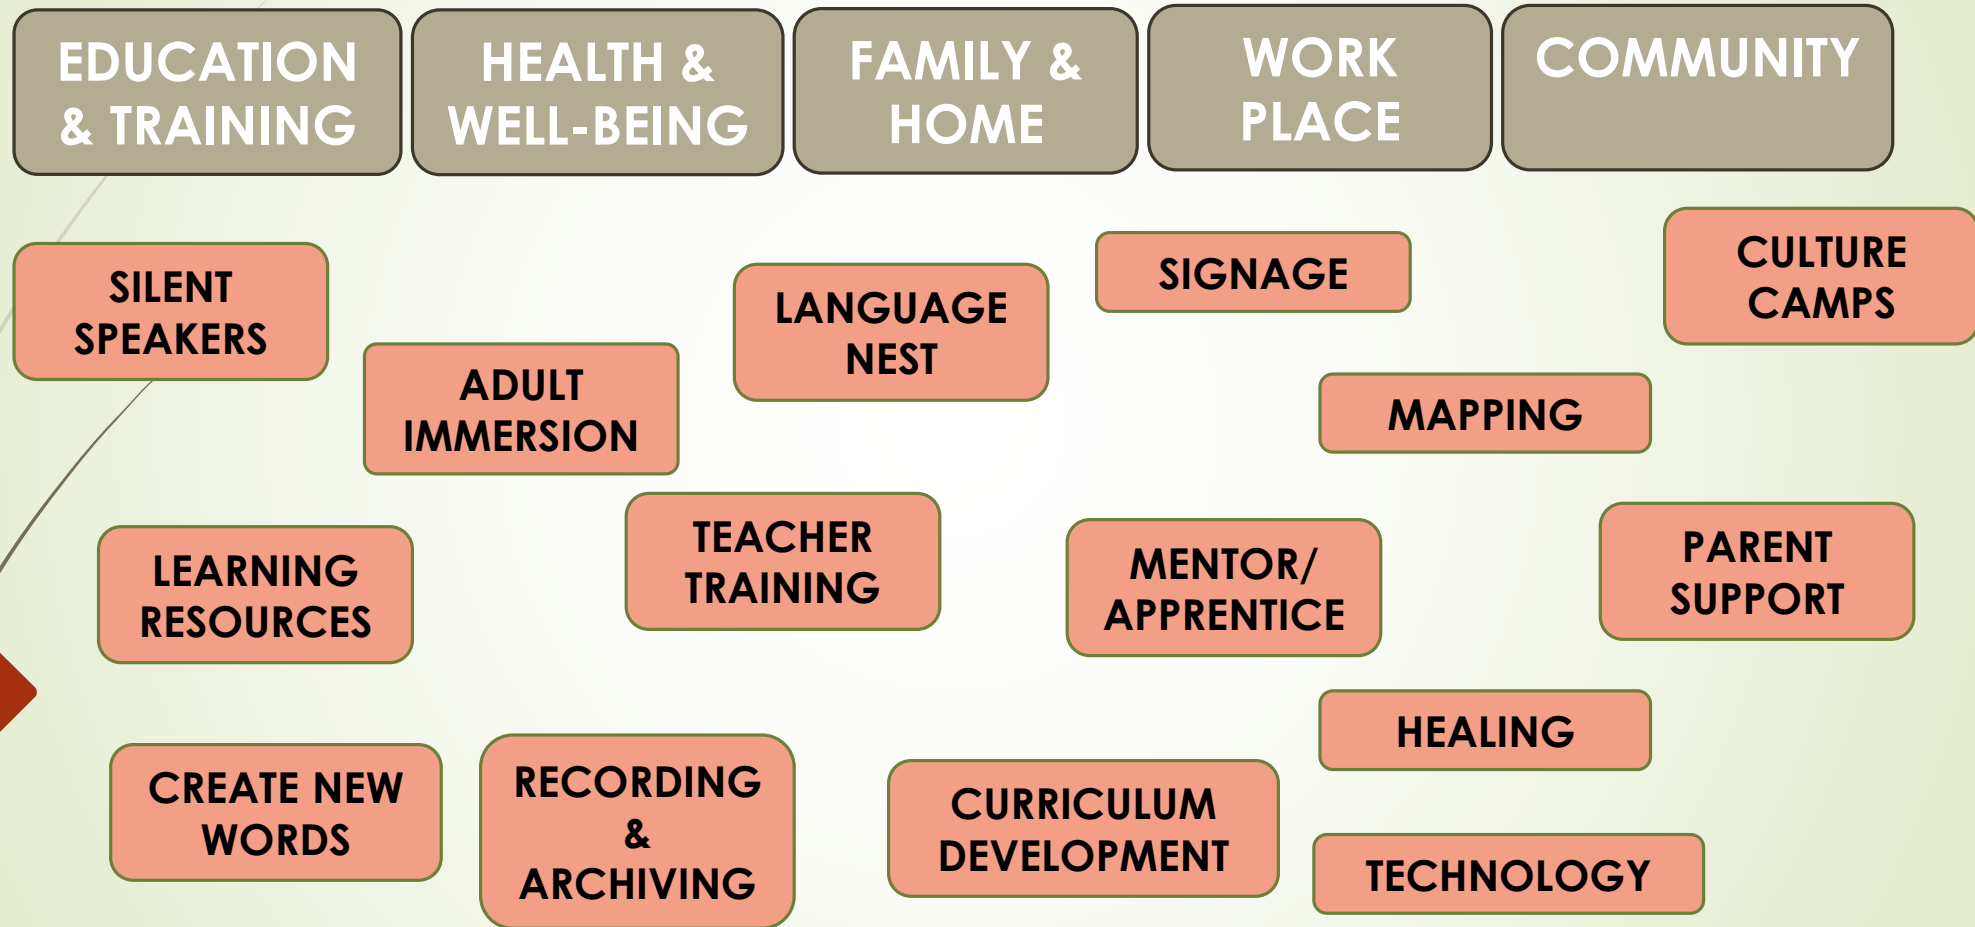 EDUCATION
& TRAINING
HEALTH &
WELL-BEING
FAMILY &
HOME
WORK
PLACE
COMMUNITY
SILENT
SPEAKERS
ADULT
IMMERSION
LANGUAGE
NEST
SIGNAGE
CULTURE
CAMPS
MAPPING
LEARNING
RESOURCES
TEACHER
TRAINING
MENTOR/
APPRENTICE
PARENT
SUPPORT
HEALING
CREATE NEW
WORDS
RECORDING
&
ARCHIVING
CURRICULUM
DEVELOPMENT
TECHNOLOGY